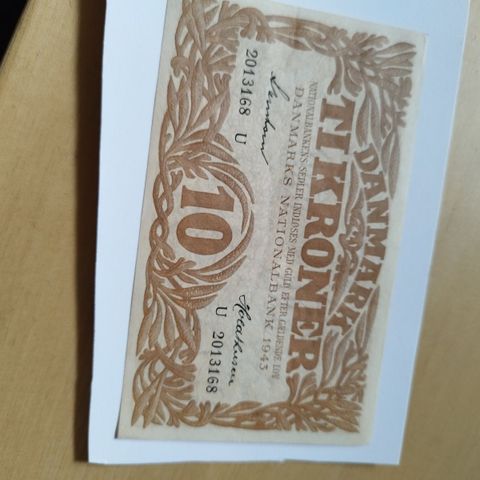 DANMARK
TI KRONER
NATIONALBANKENS SEDLER INDLØSES MED GULD EFTER GÆLDENDE LOV
DANMARKS NATIONALBANK 1943
2013168 U
U 2013168
10